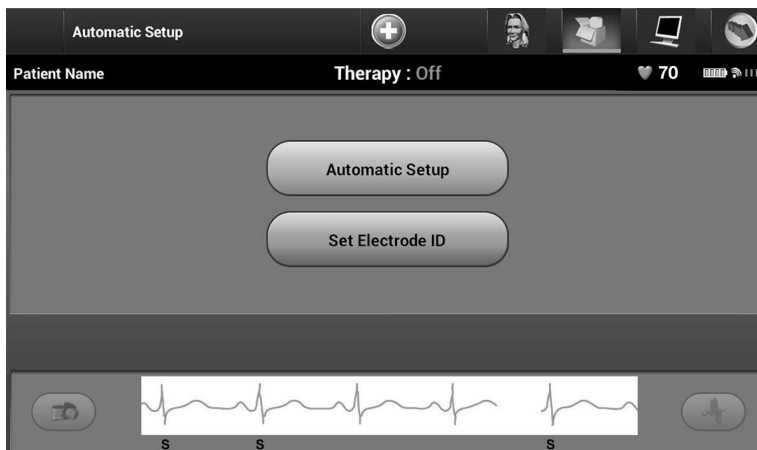 Automatic Setup
Patient Name Therapy : Off 70
Automatic Setup
Set Electrode ID
S S S